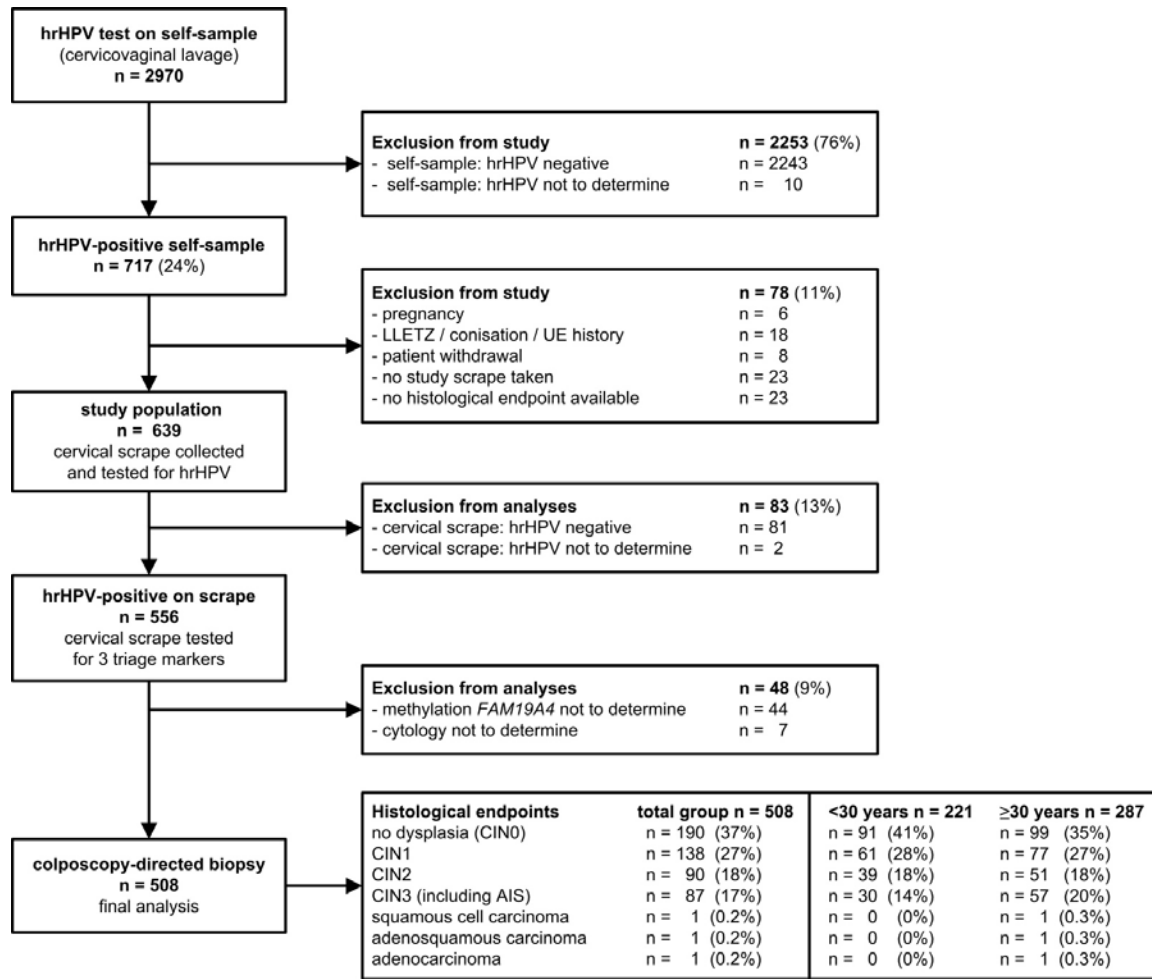 hrHPV test on self-sample
(cervicovaginal lavage)
n = 2970
Exclusion from study n = 2253 (76%)
- self-sample: hrHPV negative n = 2243
- self-sample: hrHPV not to determine n = 10
hrHPV-positive self-sample
n = 717 (24%)
Exclusion from study n = 78 (11%)
- pregnancy n = 6
- LLETZ / conisation / UE history n = 18
- patient withdrawal n = 8
- no study scrape taken n = 23
- no histological endpoint available n = 23
study population
n = 639
cervical scrape collected
and tested for hrHPV
Exclusion from analyses n = 83 (13%)
- cervical scrape: hrHPV negative n = 81
- cervical scrape: hrHPV not to determine n = 2
hrHPV-positive on scrape
n = 556
cervical scrape tested
for 3 triage markers
Exclusion from analyses n = 48 (9%)
- methylation FAM19A4 not to determine n = 44
- cytology not to determine n = 7
colposcopy-directed biopsy
n = 508
final analysis
Histological endpoints total group n = 508 <30 years n = 221 ≥30 years n = 287
no dysplasia (CIN0) n = 190 (37%) n = 91 (41%) n = 99 (35%)
CIN1 n = 138 (27%) n = 61 (28%) n = 77 (27%)
CIN2 n = 90 (18%) n = 39 (18%) n = 51 (18%)
CIN3 (including AIS) n = 87 (17%) n = 30 (14%) n = 57 (20%)
squamous cell carcinoma n = 1 (0.2%) n = 0 (0%) n = 1 (0.3%)
adenosquamous carcinoma n = 1 (0.2%) n = 0 (0%) n = 1 (0.3%)
adenocarcinoma n = 1 (0.2%) n = 0 (0%) n = 1 (0.3%)